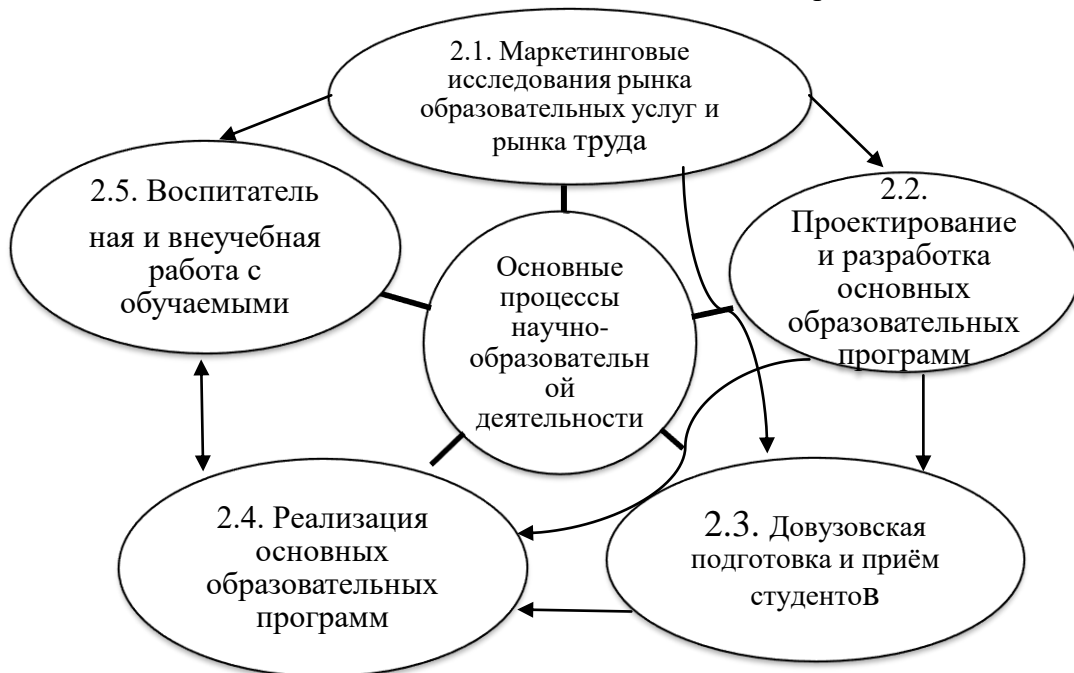 2.1. Маркетинговые
исследования рынка
образовательных услуг и
рынка труда
2.5. Воспитатель
ная и внеучебная
работа с
обучаемыми
2.2.
Проектирование
и разработка
основных
образовательных
программ
Основные
процессы
научно-
образовательн
ой
деятельности
2.4. Реализация
основных
образовательных
программ
2.3. Довузовская
подготовка и приём
студентов